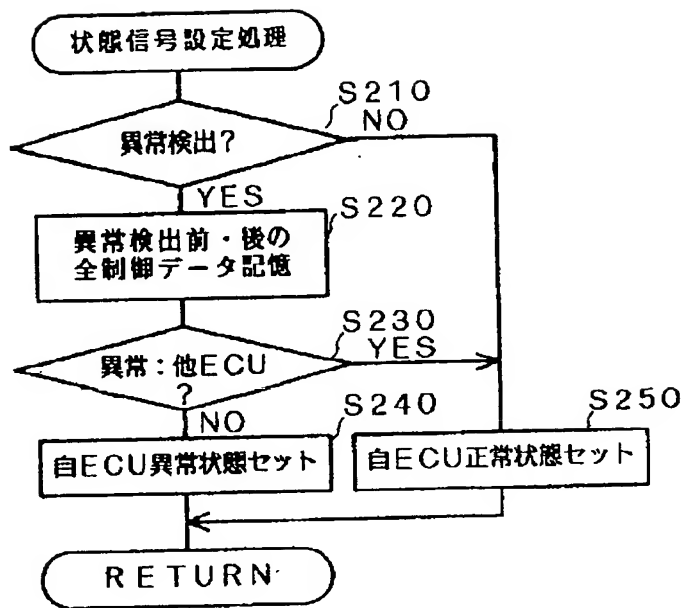 状態信号設定処理
S210
異常検出?
NO
YES
S220
異常検出前・後の
全制御データ記憶
S230
異常:他ECU
?
YES
NO
S240
自ECU異常状態セット
S250
自ECU正常状態セット
RETURN